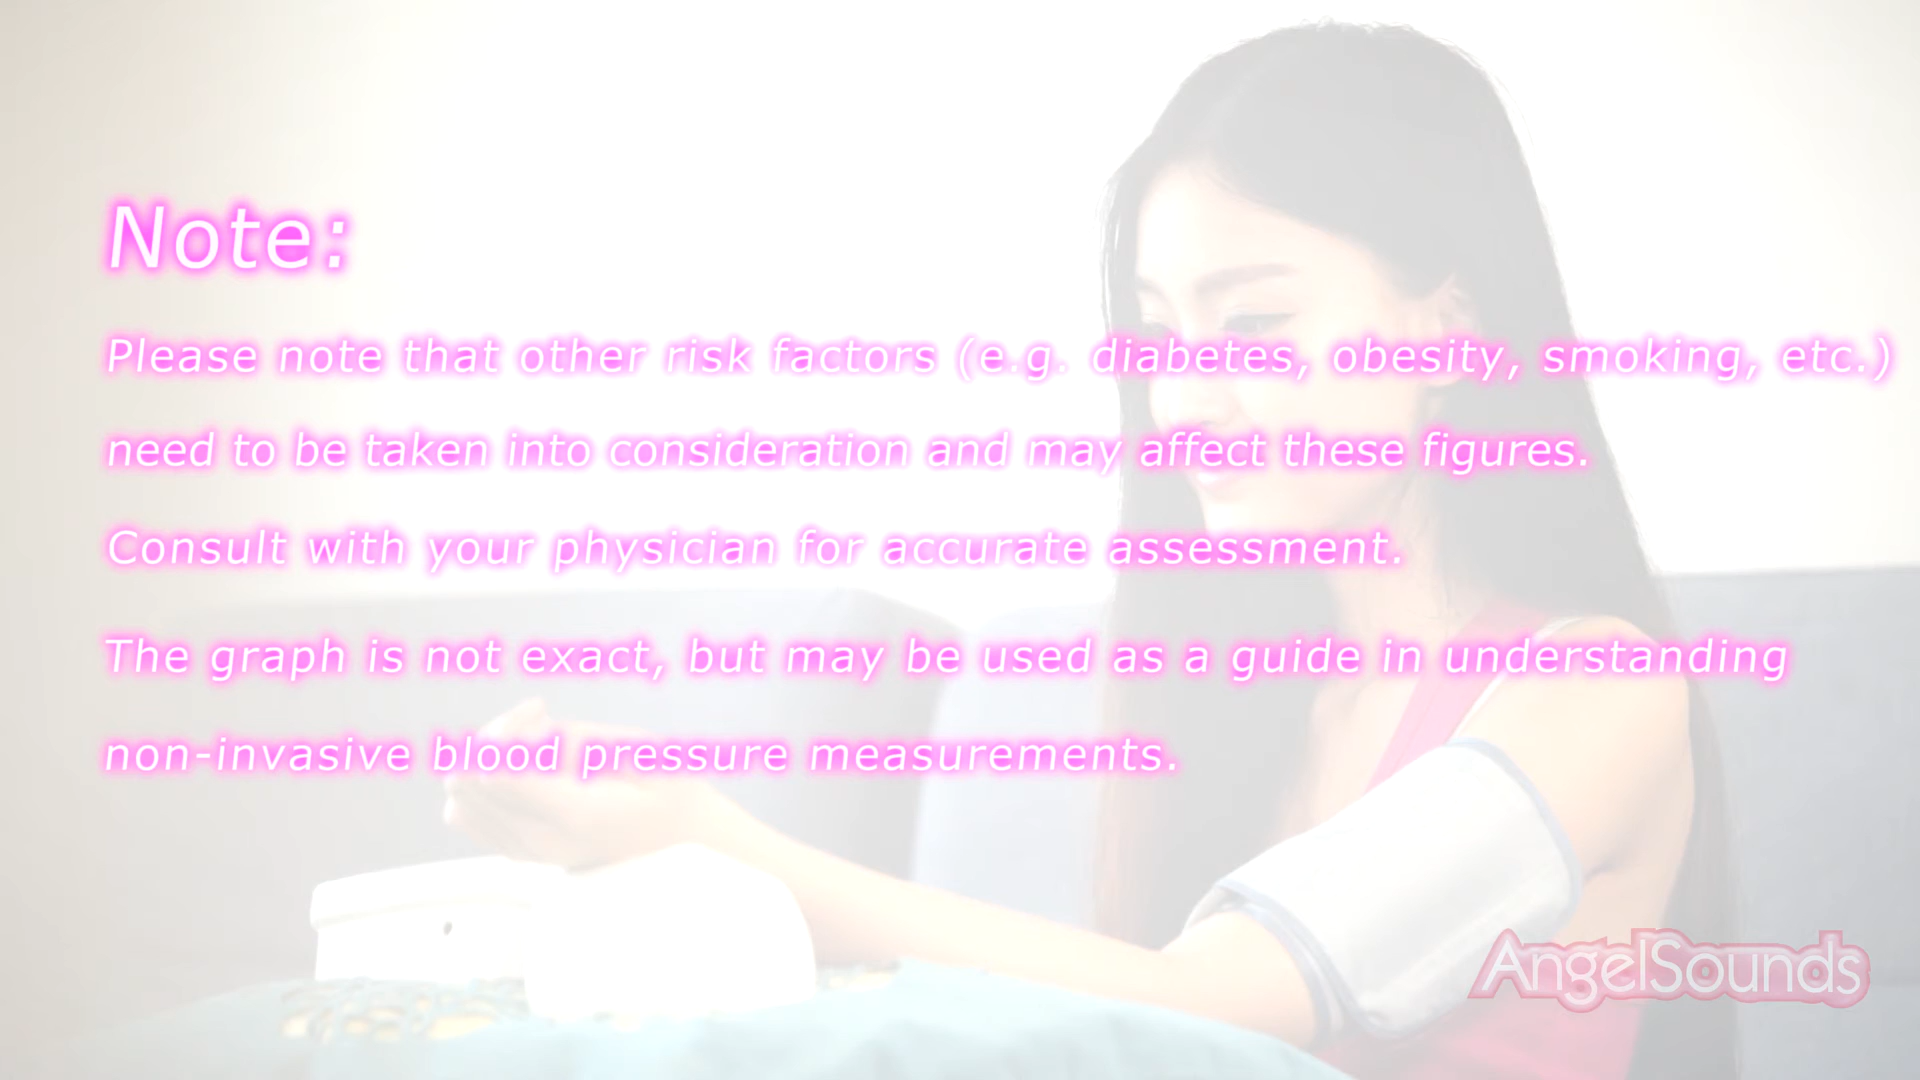 Note:
Please note that other risk factors (e.g. diabetes, obesity, smoking, etc.)
need to be taken into consideration and may affect these figures.
Consult with your physician for accurate assessment.
The graph is not exact, but may be used as a guide in understanding
non-invasive blood pressure measurements.
AngelSounds